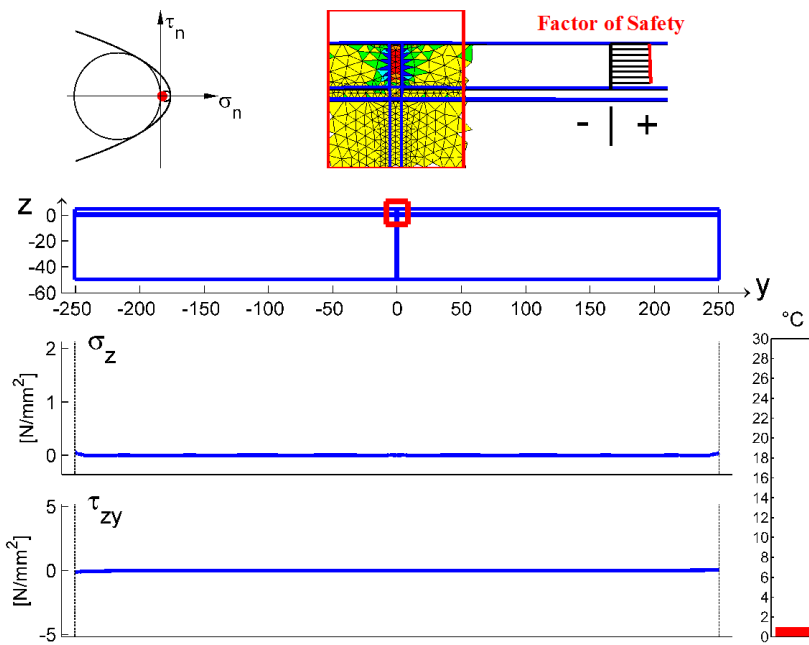 τn
Factor of Safety
σn
- +
z
0
-20
-40
-60
-250 -200 -150 -100 -50 0 50 100 150 200 250
y
°C
σz
[N/mm²]
2
1
0
τzy
[N/mm²]
5
0
-5
30
28
26
24
22
20
18
16
14
12
10
8
6
4
2
0